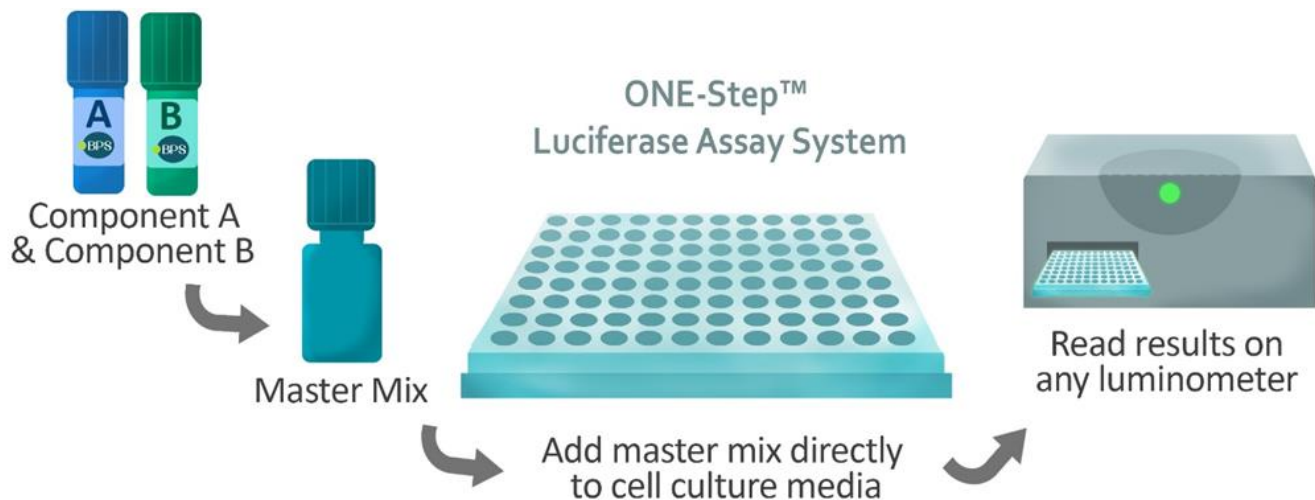 A
BPS
B
BPS
Component A
& Component B
Master Mix
ONE-Step™
Luciferase Assay System
Add master mix directly
to cell culture media
Read results on
any luminometer